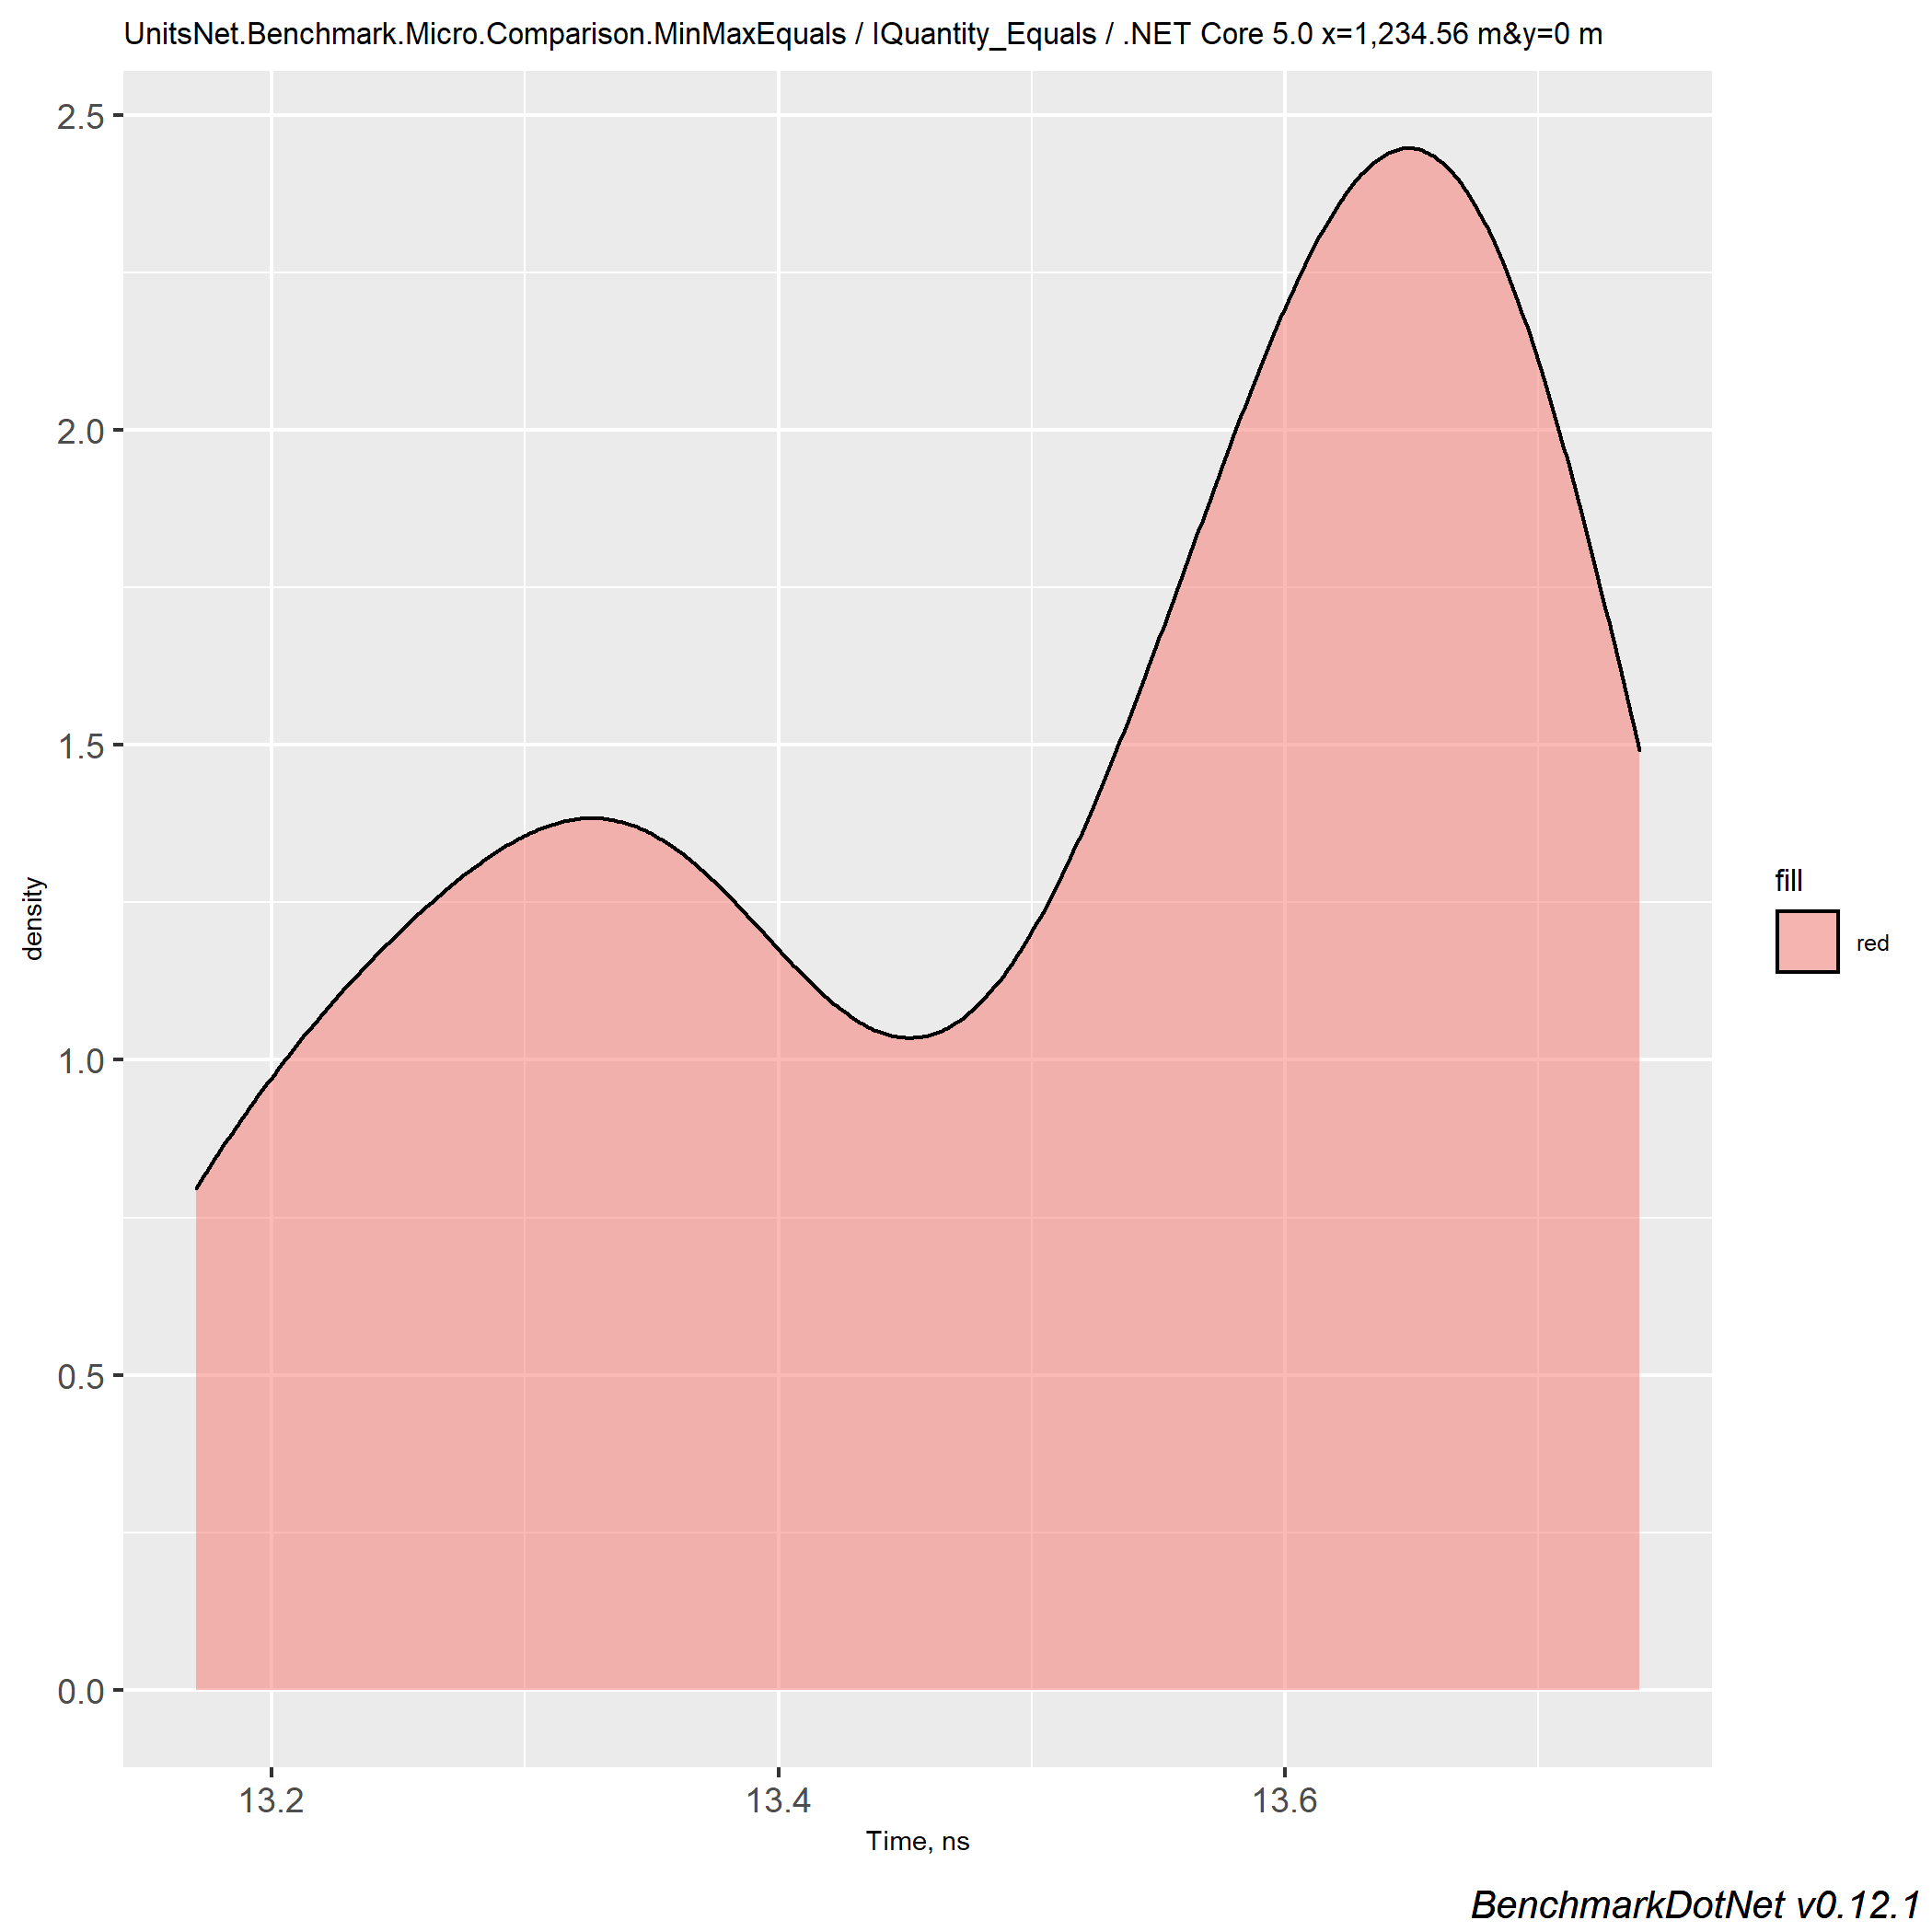 UnitsNet.Benchmark.Micro.Comparison.MinMaxEquals / IQuantity_Equals / .NET Core 5.0 x=1,234.56 m&y=0 m
2.5
2.0
1.5
1.0
0.5
0.0
density
13.2 13.4 13.6
Time, ns
fill
red
BenchmarkDotNet v0.12.1